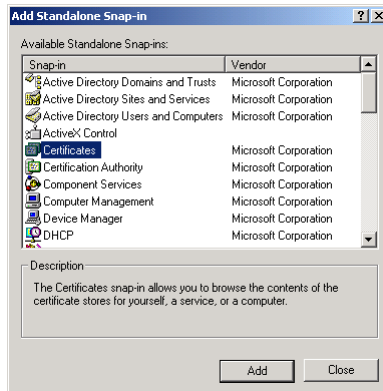 Add Standalone Snap-in
Available Standalone Snap-ins:
Snap-in Vendor
Active Directory Domains and Trusts Microsoft Corporation
Active Directory Sites and Services Microsoft Corporation
Active Directory Users and Computers Microsoft Corporation
ActiveX Control
Certificates Microsoft Corporation
Certification Authority Microsoft Corporation
Component Services Microsoft Corporation
Computer Management Microsoft Corporation
Device Manager Microsoft Corporation
DHCP Microsoft Corporation
Description
The Certificates snap-in allows you to browse the contents of the
certificate stores for yourself, a service, or a computer.
Add Close